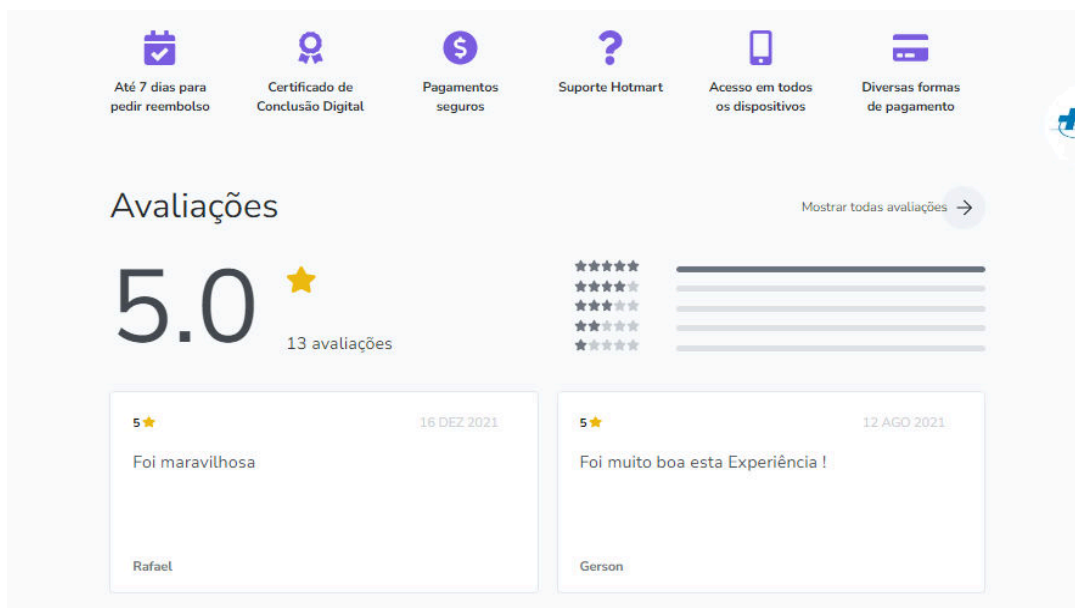 Até 7 dias para
pedir reembolso
Certificado de
Conclusão Digital
Pagamentos
seguros
Suporte Hotmart
Acesso em todos
os dispositivos
Diversas formas
de pagamento
Avaliações
Mostrar todas avaliações
5.0
13 avaliações
5
16 DEZ 2021
Foi maravilhosa
Rafael
5
12 AGO 2021
Foi muito boa esta Experiência !
Gerson